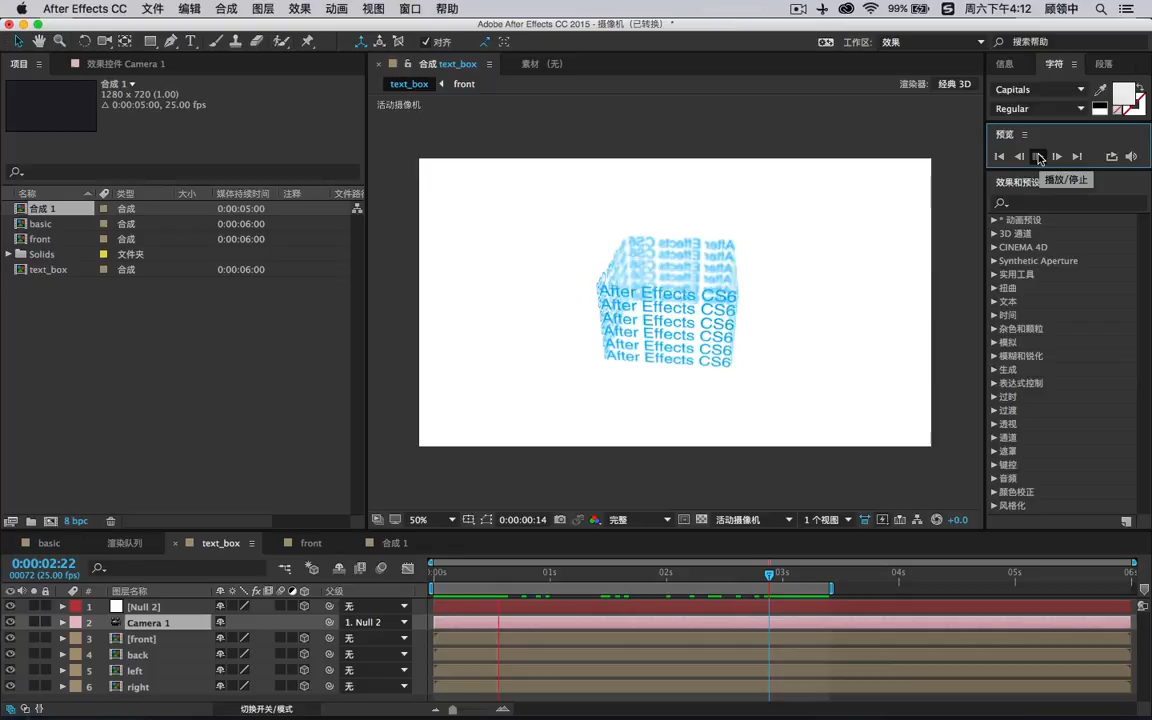 After Effects CC 文件 编辑 合成 图层 效果 动画 视图 窗口 帮助 99% 周六下午4:12 顾领中
Adobe After Effects CC 2015 - 摄像机（已转换） *
对齐 工作区: 效果 搜索帮助
项目 效果控件 Camera 1 合成 text_box 素材 （无） 信息 字符 段落
合成 1
1280 x 720 (1.00)
Δ 0:00:05:00, 25.00 fps
text_box front 渲染器: 经典 3D
活动摄像机
Capitals
Regular
预览
播放/停止
效果和预设
名称 类型 大小 媒体持续时间 注释 文件路径
合成 1 合成 0:00:05:00
basic 合成 0:00:06:00
front 合成 0:00:06:00
Solids 文件夹
text_box 合成 0:00:06:00
After Effects CS6
After Effects CS6
After Effects CS6
After Effects CS6
After Effects CS6
After Effects CS6
* 动画预设
3D 通道
CINEMA 4D
Synthetic Aperture
实用工具
扭曲
文本
时间
杂色和颗粒
模拟
模糊和锐化
生成
表达式控制
过时
过渡
透视
通道
遮罩
键控
音频
颜色校正
风格化
8 bpc
50% 0:00:00:14 完整 活动摄像机 1 个视图 +0.0
basic 渲染队列 text_box front 合成 1
0:00:02:22
00072 (25.00 fps)
:00s 01s 02s 03s 04s 05s 06s
# 图层名称 父级
1 [Null 2] 无
2 Camera 1 1. Null 2
3 [front] 无
4 back 无
5 left 无
6 right 无
切换开关/模式